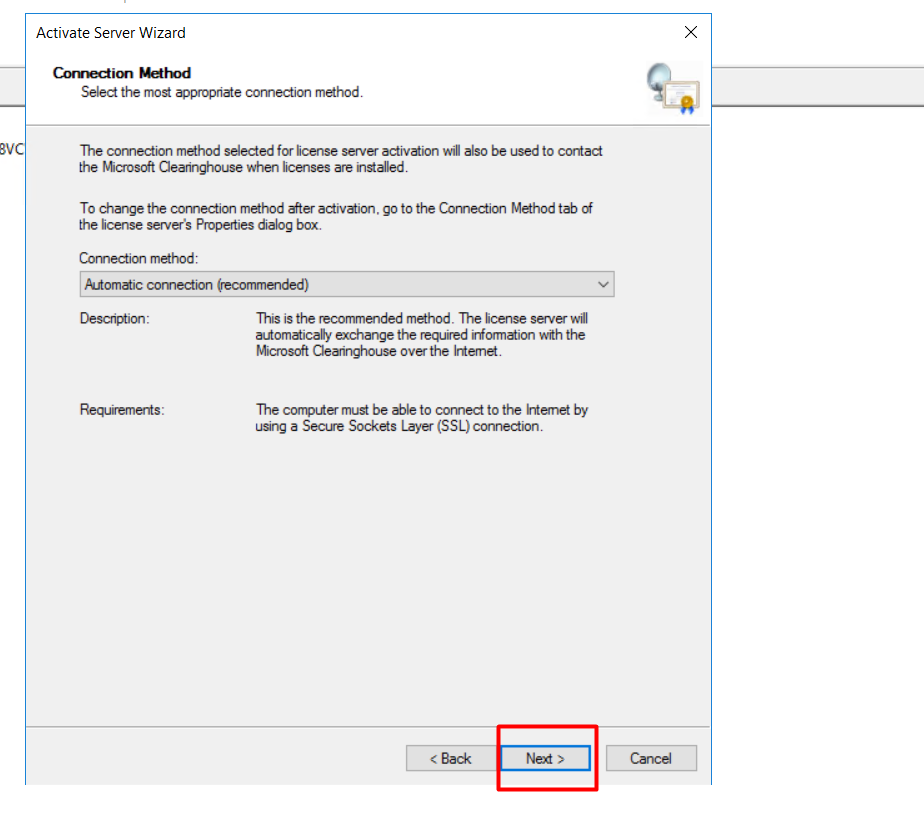 Activate Server Wizard
Connection Method
Select the most appropriate connection method.
8VC
The connection method selected for license server activation will also be used to contact
the Microsoft Clearinghouse when licenses are installed.
To change the connection method after activation, go to the Connection Method tab of
the license server's Properties dialog box.
Connection method:
Automatic connection (recommended)
Description:
This is the recommended method. The license server will
automatically exchange the required information with the
Microsoft Clearinghouse over the Internet.
Requirements:
The computer must be able to connect to the Internet by
using a Secure Sockets Layer (SSL) connection.
< Back
Next >
Cancel